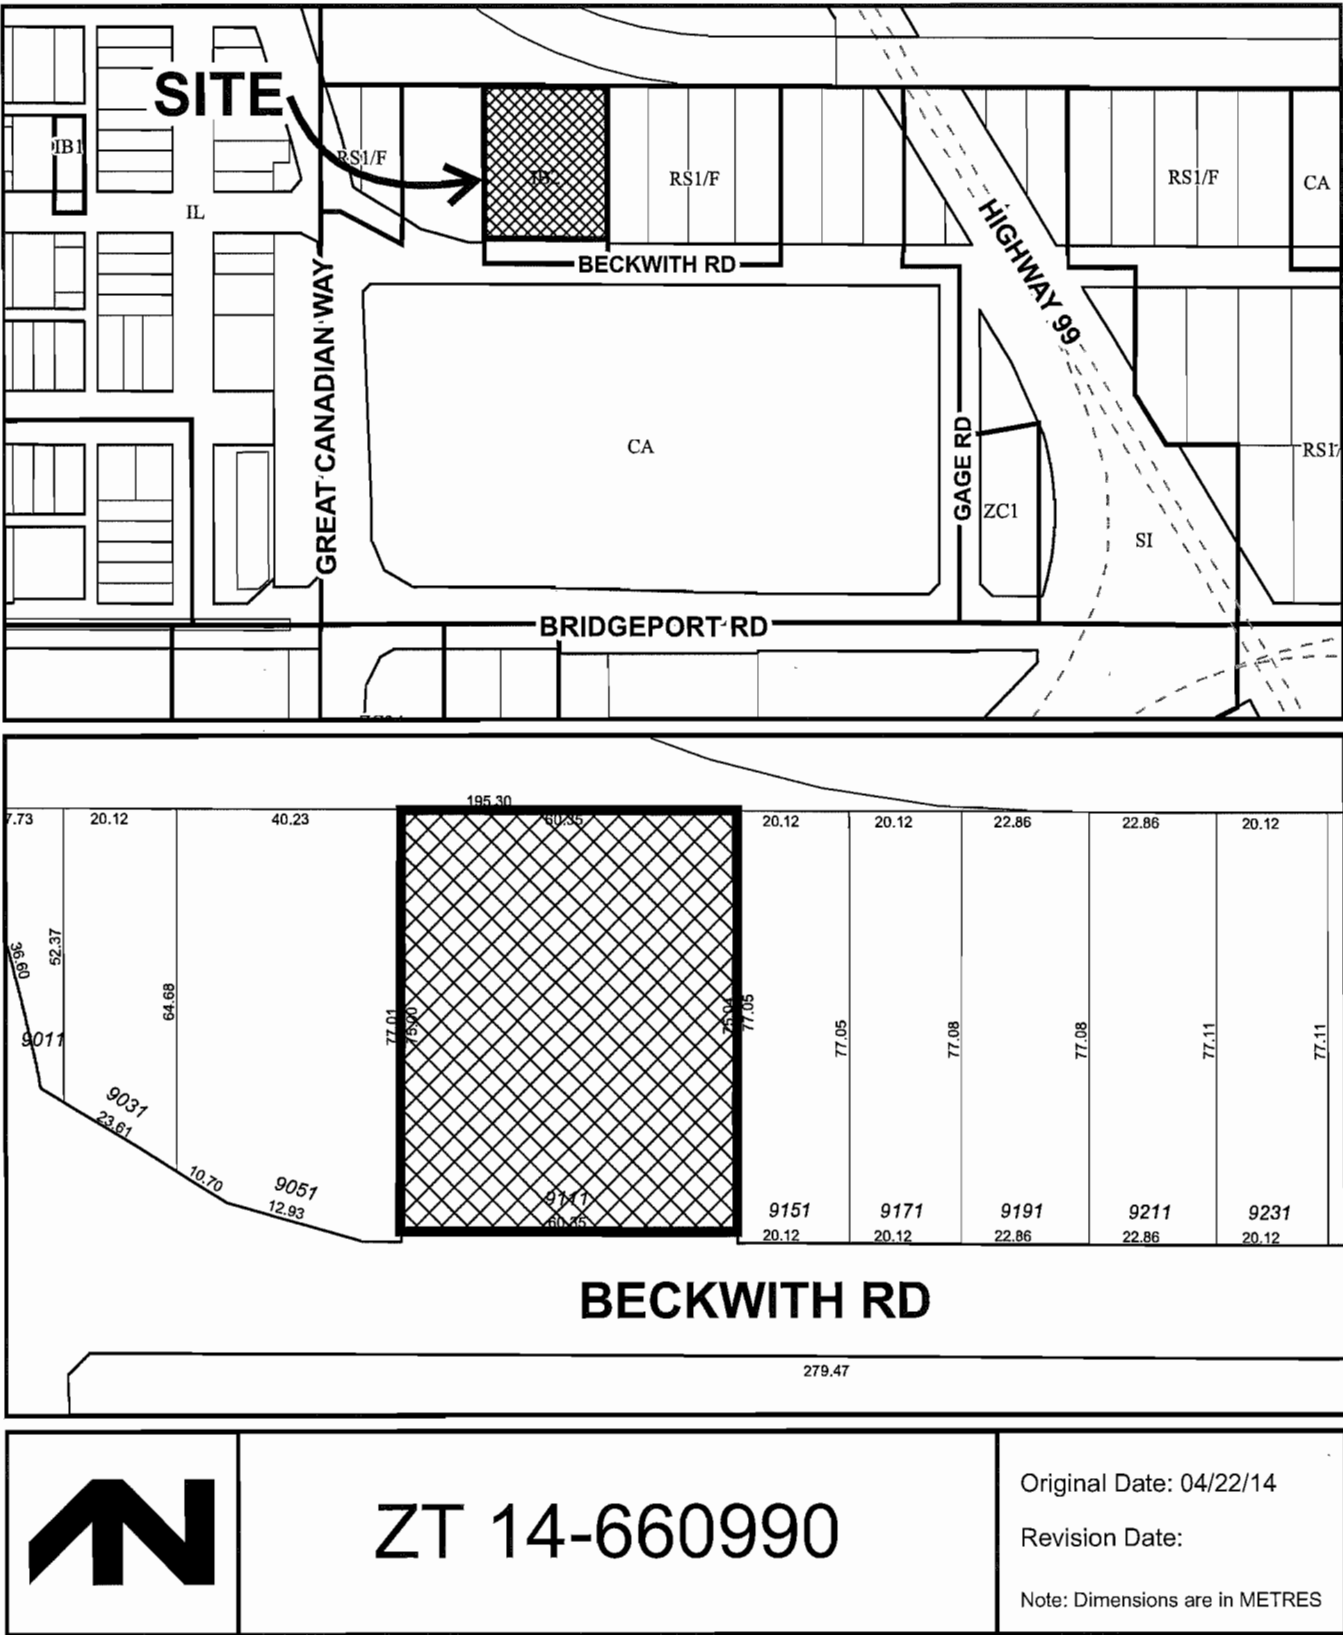 SITE
IB1
RS1/F
IB2
RS1/F
RS1/F
CA
IL
BECKWITH RD
HIGHWAY 99
GREAT CANADIAN WAY
CA
GAGE RD
ZC1
SI
RS1/
BRIDGEPORT RD
195.30
7.73
20.12
40.23
60.35
20.12
20.12
22.86
22.86
20.12
36.60
52.37
64.68
77.01
75.00
77.05
77.05
77.08
77.08
77.11
77.11
9011
9031
23.61
10.70
9051
12.93
9111
60.35
9151
9171
9191
9211
9231
20.12
20.12
22.86
22.86
20.12
BECKWITH RD
279.47
ZT 14-660990
Original Date: 04/22/14
Revision Date:
Note: Dimensions are in METRES